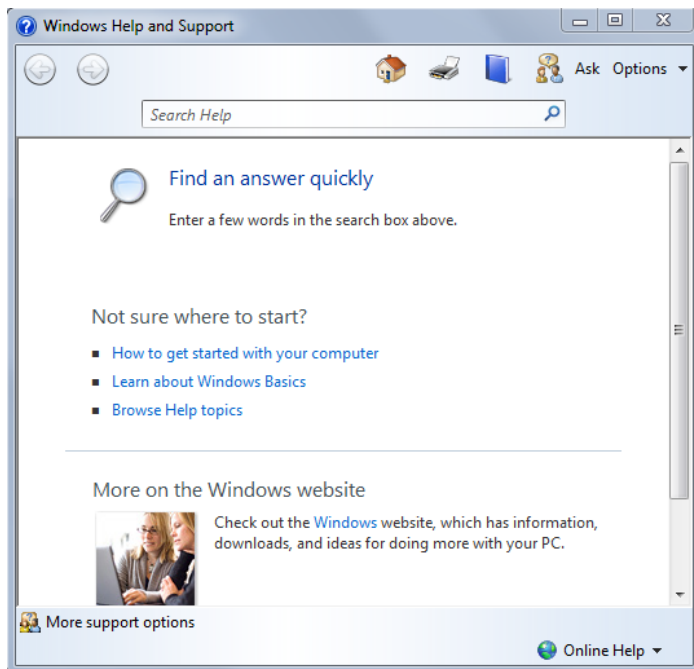 Windows Help and Support
Ask Options
Search Help
Find an answer quickly
Enter a few words in the search box above.
Not sure where to start?
How to get started with your computer
Learn about Windows Basics
Browse Help topics
More on the Windows website
Check out the Windows website, which has information,
downloads, and ideas for doing more with your PC.
More support options
Online Help